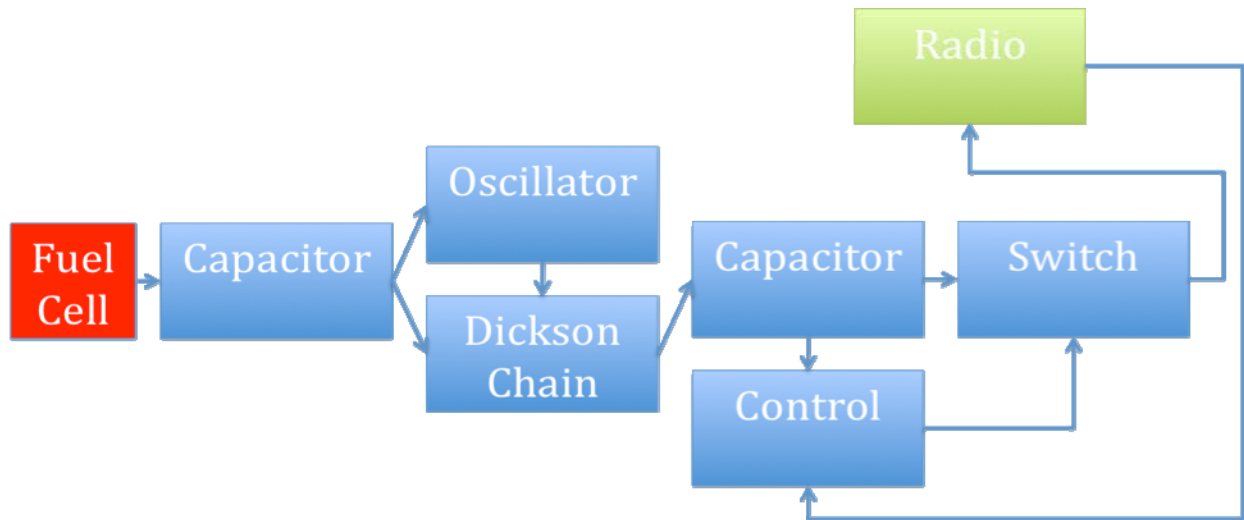 Radio
Oscillator
Fuel
Cell
Capacitor
Capacitor
Switch
Dickson
Chain
Control